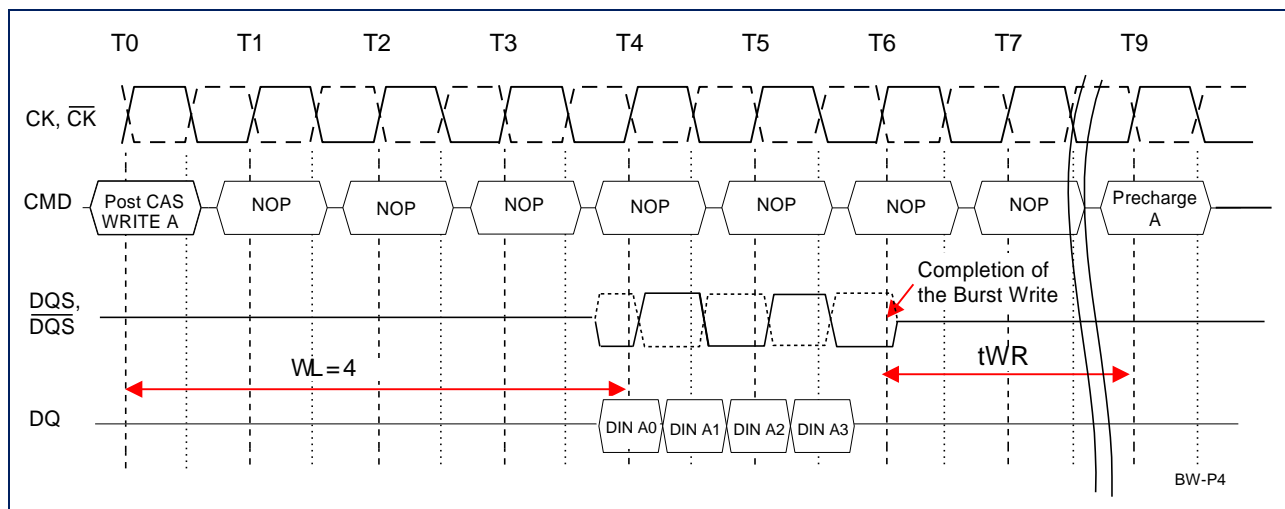 T0 T1 T2 T3 T4 T5 T6 T7 T9
CK, CK
CMD
Post CAS
WRITE A
NOP NOP NOP NOP NOP NOP NOP
Precharge
A
Completion of
the Burst Write
DQS,
DQS
WL=4
tWR
DQ
DIN A0 DIN A1 DIN A2 DIN A3
BW-P4